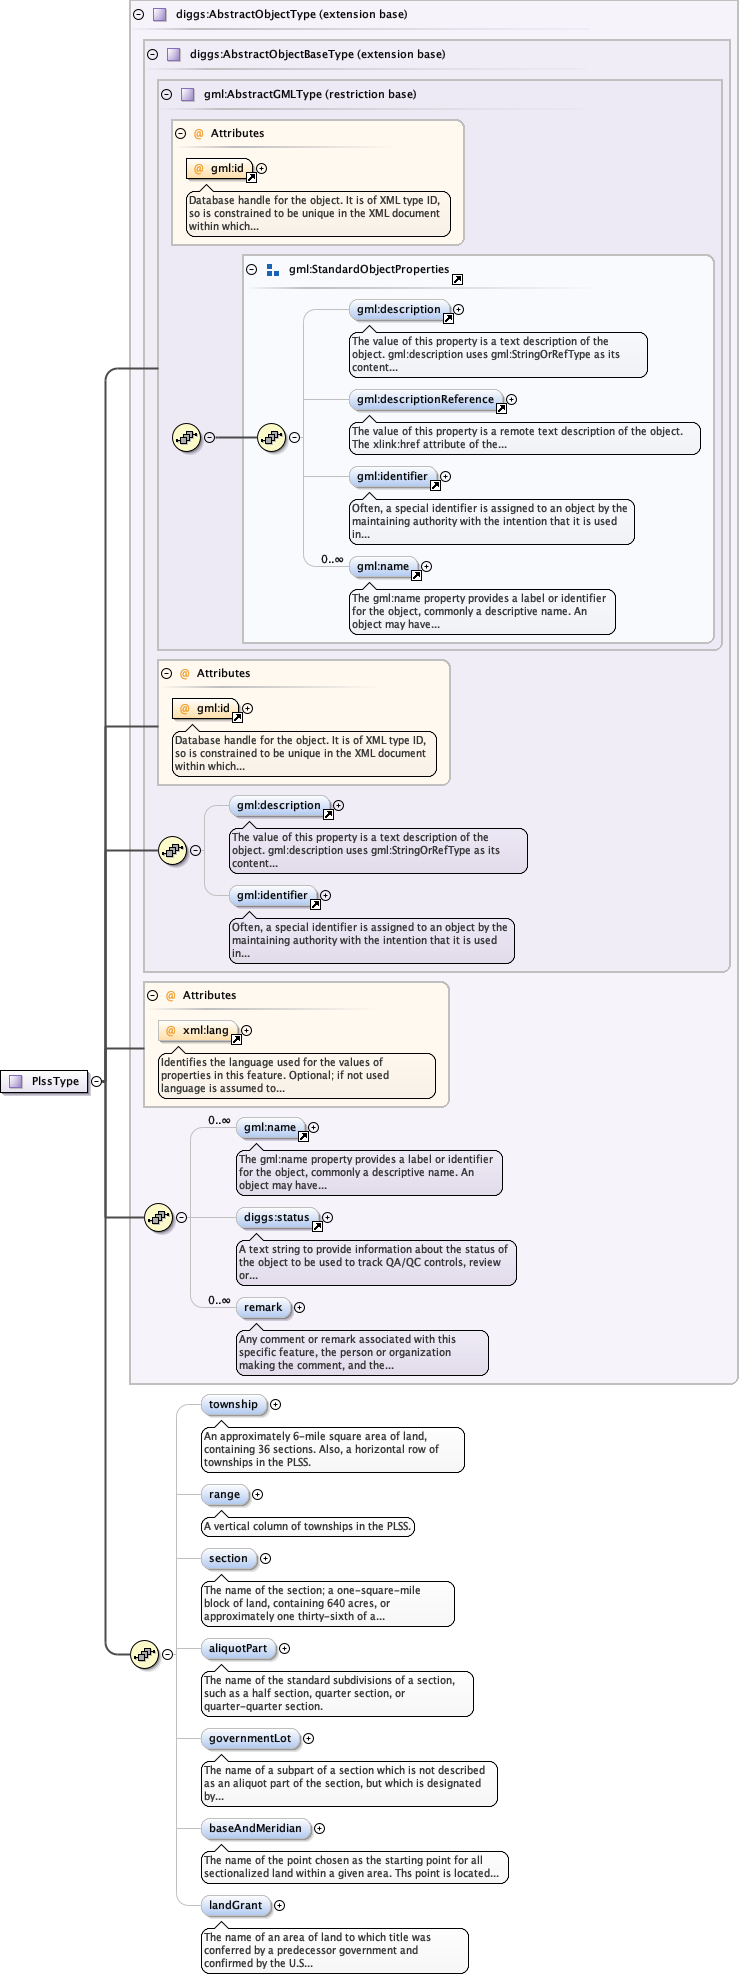 diggs:AbstractObjectType (extension base)
diggs:AbstractObjectBaseType (extension base)
gml:AbstractGMLType (restriction base)
@ Attributes
@ gml:id
Database handle for the object. It is of XML type ID,
so is constrained to be unique in the XML document
within which...
gml:StandardObjectProperties
gml:description
The value of this property is a text description of the
object. gml:description uses gml:StringOrRefType as its
content...
gml:descriptionReference
The value of this property is a remote text description of the object.
The xlink:href attribute of the...
gml:identifier
Often, a special identifier is assigned to an object by the
maintaining authority with the intention that it is used
in...
0..∞ gml:name
The gml:name property provides a label or identifier
for the object, commonly a descriptive name. An
object may have...
@ Attributes
@ gml:id
Database handle for the object. It is of XML type ID,
so is constrained to be unique in the XML document
within which...
gml:description
The value of this property is a text description of the
object. gml:description uses gml:StringOrRefType as its
content...
gml:identifier
Often, a special identifier is assigned to an object by the
maintaining authority with the intention that it is used
in...
@ Attributes
@ xml:lang
Identifies the language used for the values of
properties in this feature. Optional; if not used
language is assumed to...
PlssType
0..∞ gml:name
The gml:name property provides a label or identifier
for the object, commonly a descriptive name. An
object may have...
diggs:status
A text string to provide information about the status of
the object to be used to track QA/QC controls, review
or...
0..∞ remark
Any comment or remark associated with this
specific feature, the person or organization
making the comment, and the...
township
An approximately 6-mile square area of land,
containing 36 sections. Also, a horizontal row of
townships in the PLSS.
range
A vertical column of townships in the PLSS.
section
The name of the section; a one-square-mile
block of land, containing 640 acres, or
approximately one thirty-sixth of a...
aliquotPart
The name of the standard subdivisions of a section,
such as a half section, quarter section, or
quarter-quarter section.
governmentLot
The name of a subpart of a section which is not described
as an aliquot part of the section, but which is designated
by...
baseAndMeridian
The name of the point chosen as the starting point for all
sectionalized land within a given area. Ths point is located...
landGrant
The name of an area of land to which title was
conferred by a predecessor government and
confirmed by the U.S...